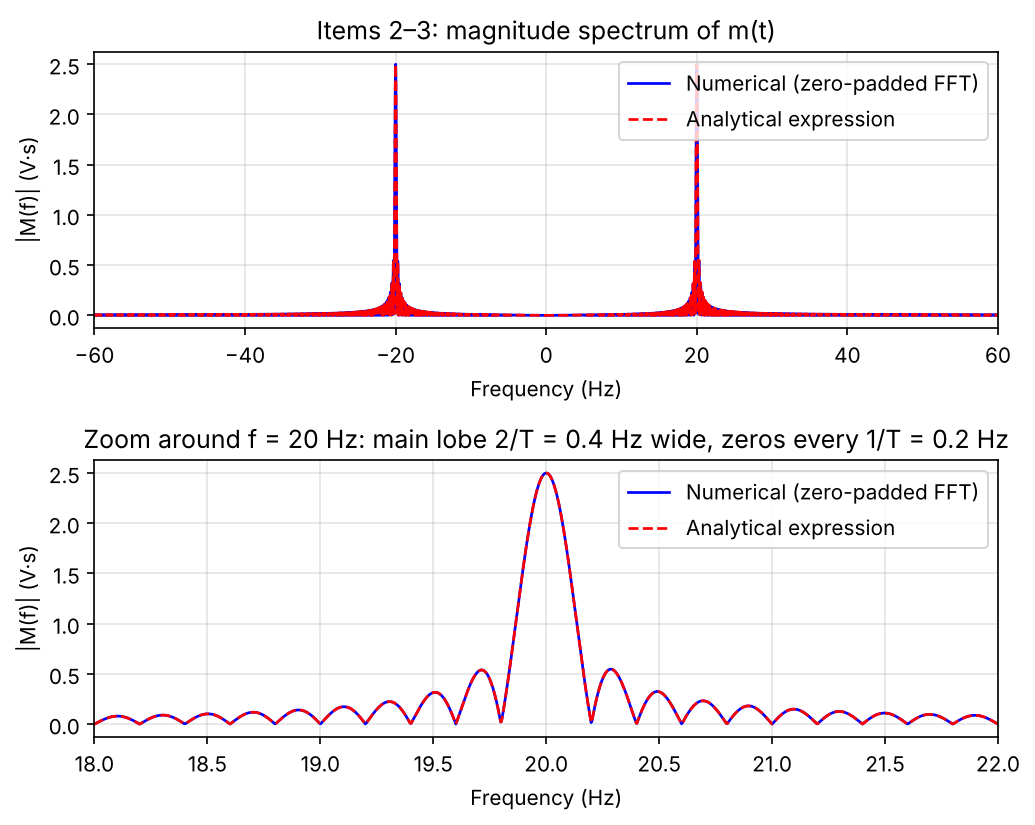 Items 2–3: magnitude spectrum of m(t)
|M(f)| (V·s)
2.5
2.0
1.5
1.0
0.5
0.0
Numerical (zero-padded FFT)
Analytical expression
−60 −40 −20 0 20 40 60
Frequency (Hz)
Zoom around f = 20 Hz: main lobe 2/T = 0.4 Hz wide, zeros every 1/T = 0.2 Hz
|M(f)| (V·s)
2.5
2.0
1.5
1.0
0.5
0.0
Numerical (zero-padded FFT)
Analytical expression
18.0 18.5 19.0 19.5 20.0 20.5 21.0 21.5 22.0
Frequency (Hz)